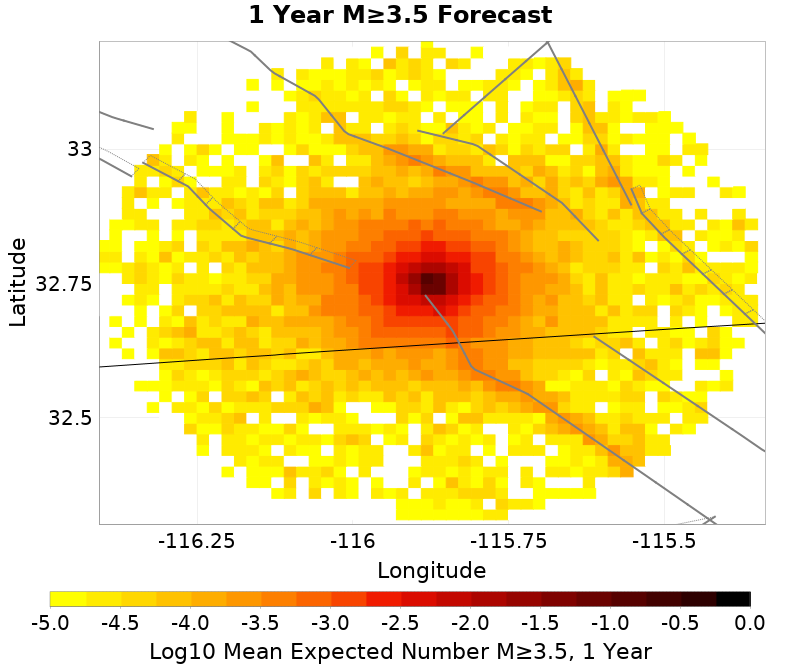 1 Year M≥3.5 Forecast
33
32.75
32.5
Latitude
-116.25 -116 -115.75 -115.5
Longitude
-5.0 -4.5 -4.0 -3.5 -3.0 -2.5 -2.0 -1.5 -1.0 -0.5 0.0
Log10 Mean Expected Number M≥3.5, 1 Year